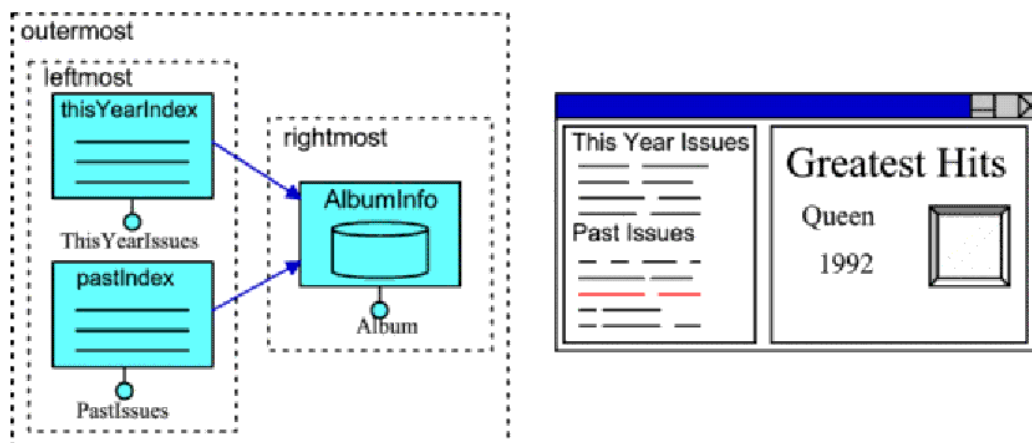 outermost
leftmost
thisYearIndex
ThisYearIssues
pastIndex
PastIssues
rightmost
AlbumInfo
Album
This Year Issues
Past Issues
Greatest Hits
Queen
1992